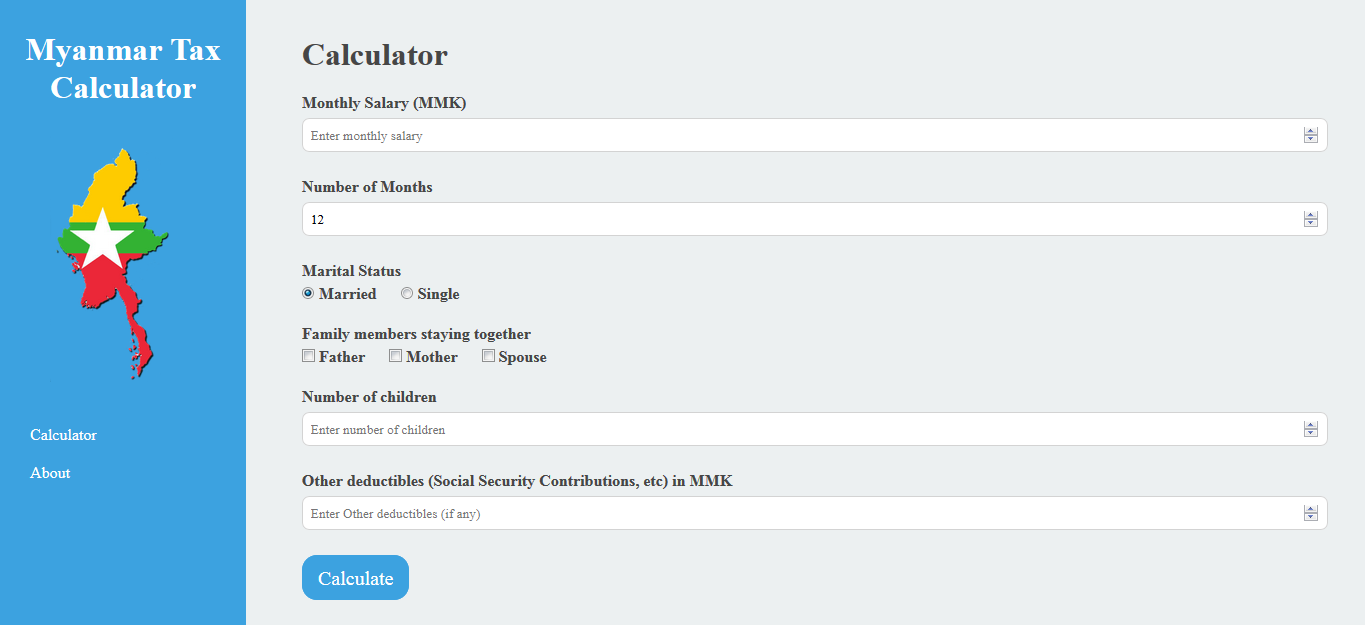 Myanmar Tax
Calculator
Calculator
About
Calculator
Monthly Salary (MMK)
Enter monthly salary
Number of Months
12
Marital Status
Married Single
Family members staying together
Father Mother Spouse
Number of children
Enter number of children
Other deductibles (Social Security Contributions, etc) in MMK
Enter Other deductibles (if any)
Calculate